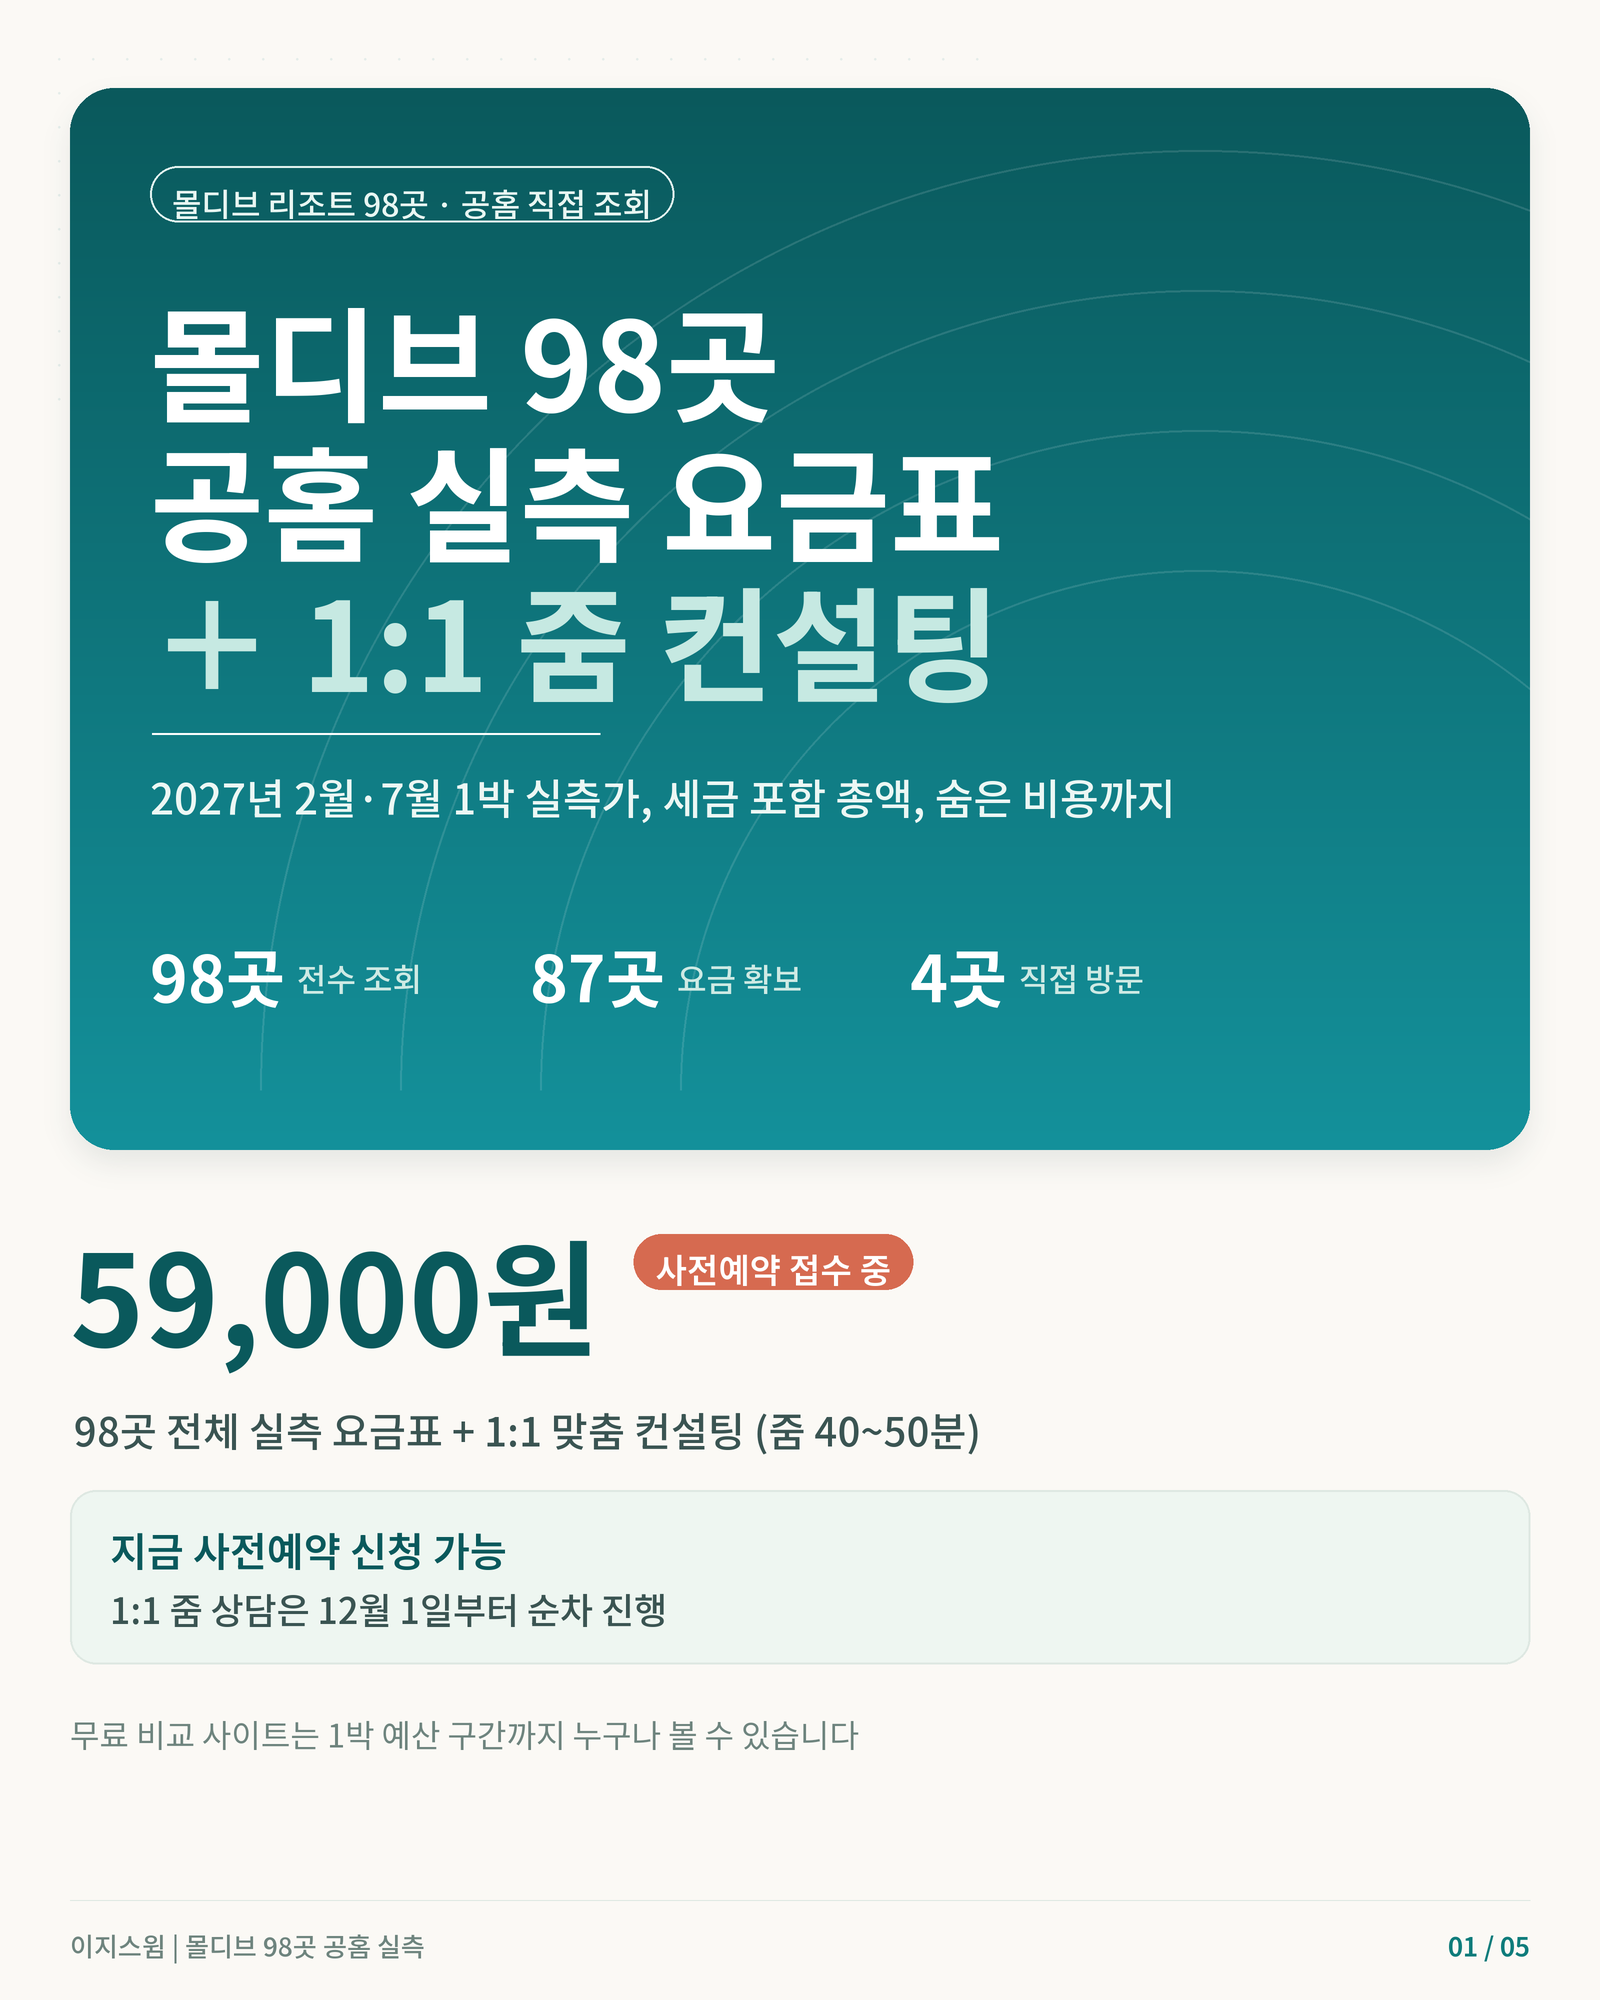 몰디브 리조트 98곳 · 공홈 직접 조회
몰디브 98곳
공홈 실측 요금표
+ 1:1 줌 컨설팅
2027년 2월·7월 1박 실측가, 세금 포함 총액, 숨은 비용까지
98곳 전수 조회 87곳 요금 확보 4곳 직접 방문
59,000원 사전예약 접수 중
98곳 전체 실측 요금표 + 1:1 맞춤 컨설팅 (줌 40~50분)
지금 사전예약 신청 가능
1:1 줌 상담은 12월 1일부터 순차 진행
무료 비교 사이트는 1박 예산 구간까지 누구나 볼 수 있습니다
이지스윔 | 몰디브 98곳 공홈 실측 01 / 05